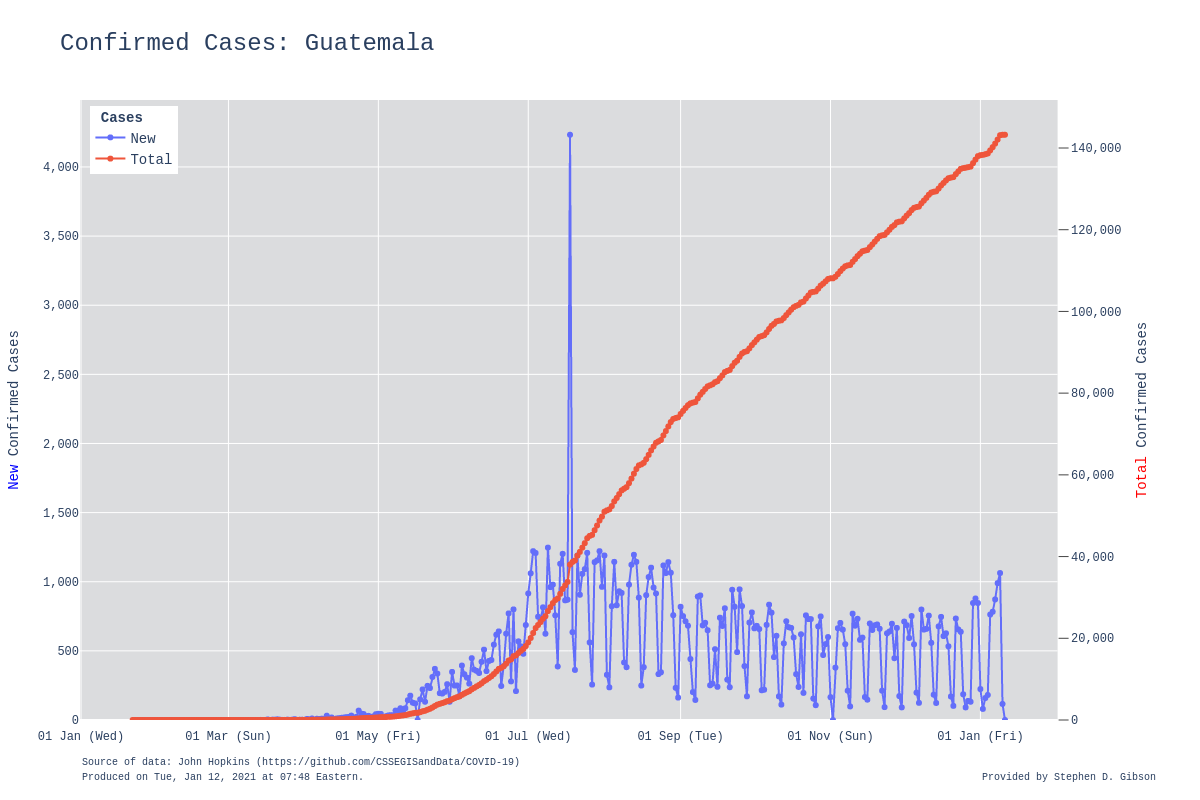 Confirmed Cases: Guatemala
Cases
New
Total
4,000
3,500
3,000
2,500
2,000
1,500
1,000
500
0
New Confirmed Cases
140,000
120,000
100,000
80,000
60,000
40,000
20,000
0
Total Confirmed Cases
01 Jan (Wed) 01 Mar (Sun) 01 May (Fri) 01 Jul (Wed) 01 Sep (Tue) 01 Nov (Sun) 01 Jan (Fri)
Source of data: John Hopkins (https://github.com/CSSEGISandData/COVID-19)
Produced on Tue, Jan 12, 2021 at 07:48 Eastern.
Provided by Stephen D. Gibson